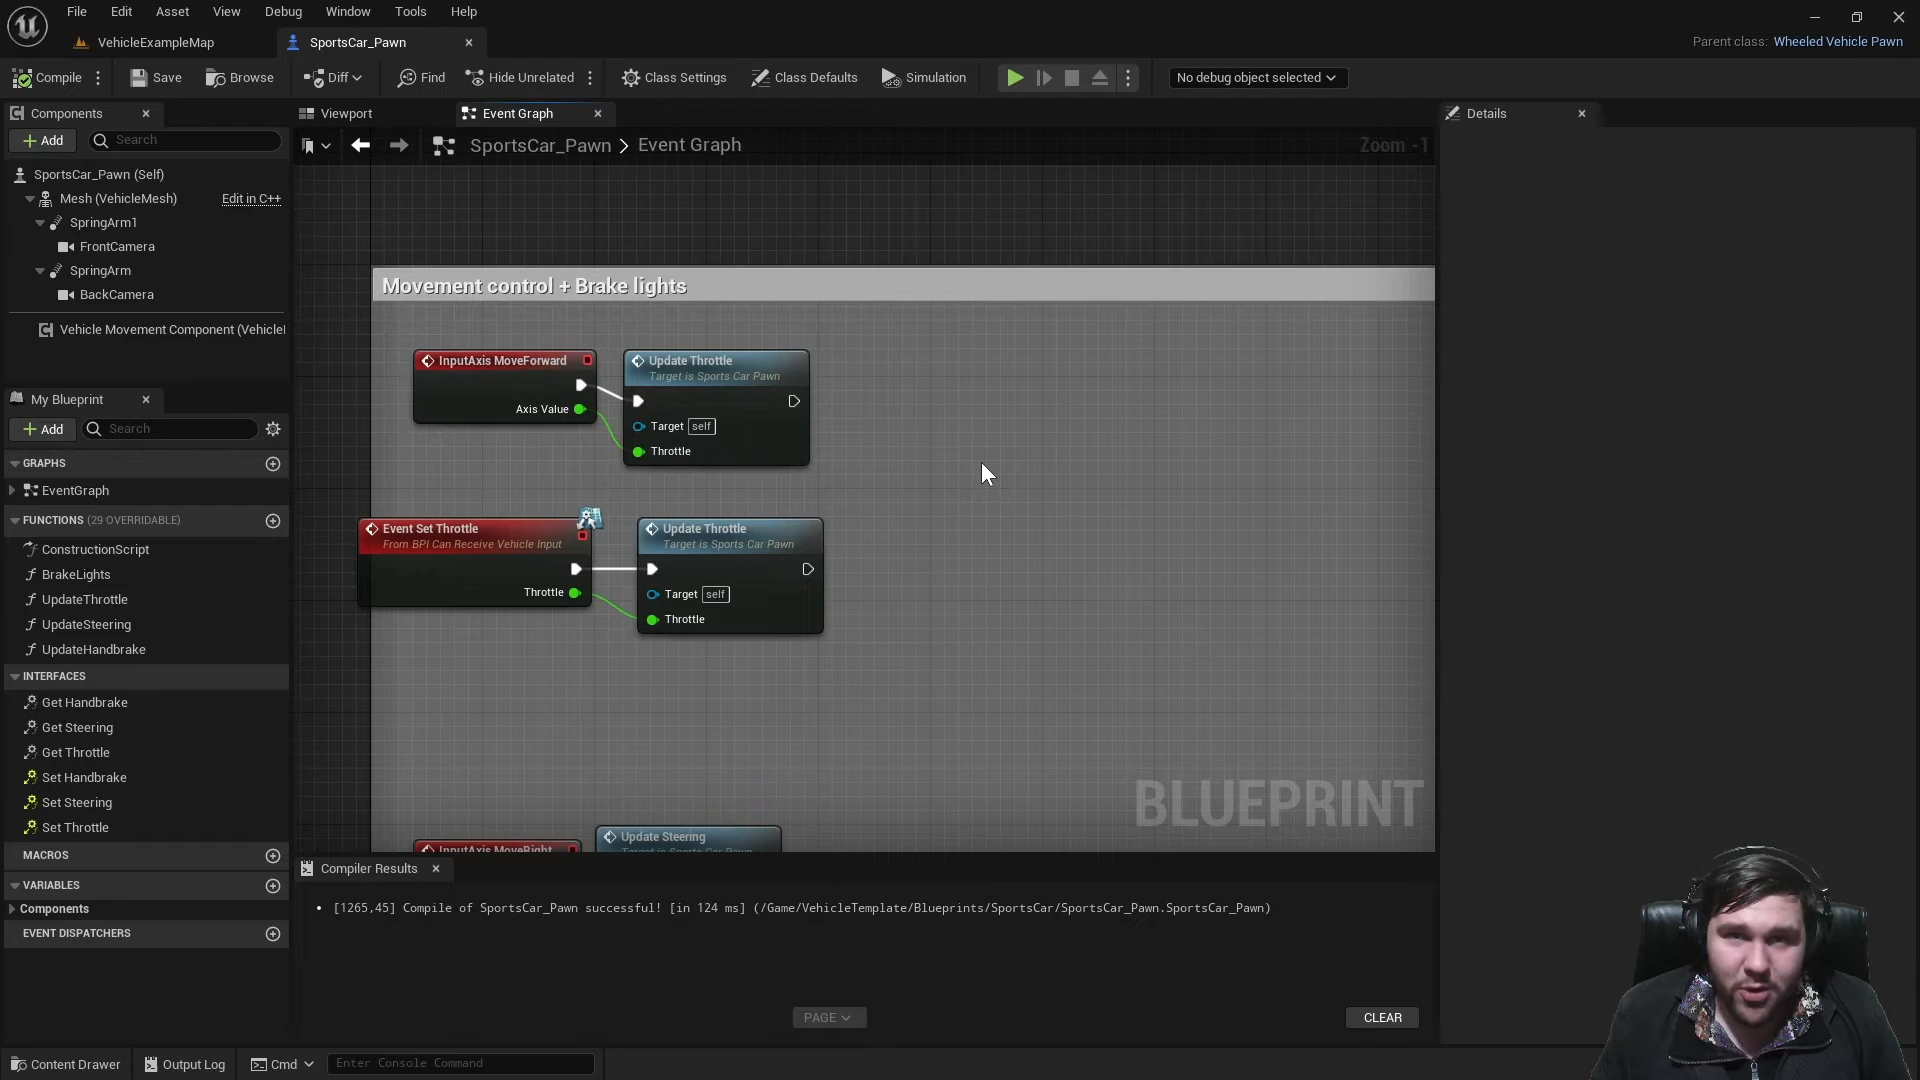 File Edit Asset View Debug Window Tools Help
VehicleExampleMap
SportsCar_Pawn
Parent class: Wheeled Vehicle Pawn
Compile
Save
Browse
Diff
Find
Hide Unrelated
Class Settings
Class Defaults
Simulation
No debug object selected
Components
Viewport
Event Graph
Details
Add
Search
SportsCar_Pawn > Event Graph
Zoom -1
SportsCar_Pawn (Self)
Mesh (VehicleMesh)
Edit in C++
SpringArm1
FrontCamera
SpringArm
BackCamera
Vehicle Movement Component (Vehicle
Movement control + Brake lights
InputAxis MoveForward
Axis Value
Update Throttle
Target is Sports Car Pawn
Target self
Throttle
Event Set Throttle
From BPI Can Receive Vehicle Input
Throttle
Update Throttle
Target is Sports Car Pawn
Target self
Throttle
InputAxis MoveRight
Update Steering
Target is Sports Car Pawn
BLUEPRINT
My Blueprint
Add
Search
GRAPHS
EventGraph
FUNCTIONS (29 OVERRIDABLE)
ConstructionScript
BrakeLights
UpdateThrottle
UpdateSteering
UpdateHandbrake
INTERFACES
Get Handbrake
Get Steering
Get Throttle
Set Handbrake
Set Steering
Set Throttle
MACROS
VARIABLES
Components
EVENT DISPATCHERS
Compiler Results
[1265,45] Compile of SportsCar_Pawn successful! [in 124 ms] (/Game/VehicleTemplate/Blueprints/SportsCar/SportsCar_Pawn.SportsCar_Pawn)
PAGE
CLEAR
Content Drawer
Output Log
Cmd
Enter Console Command